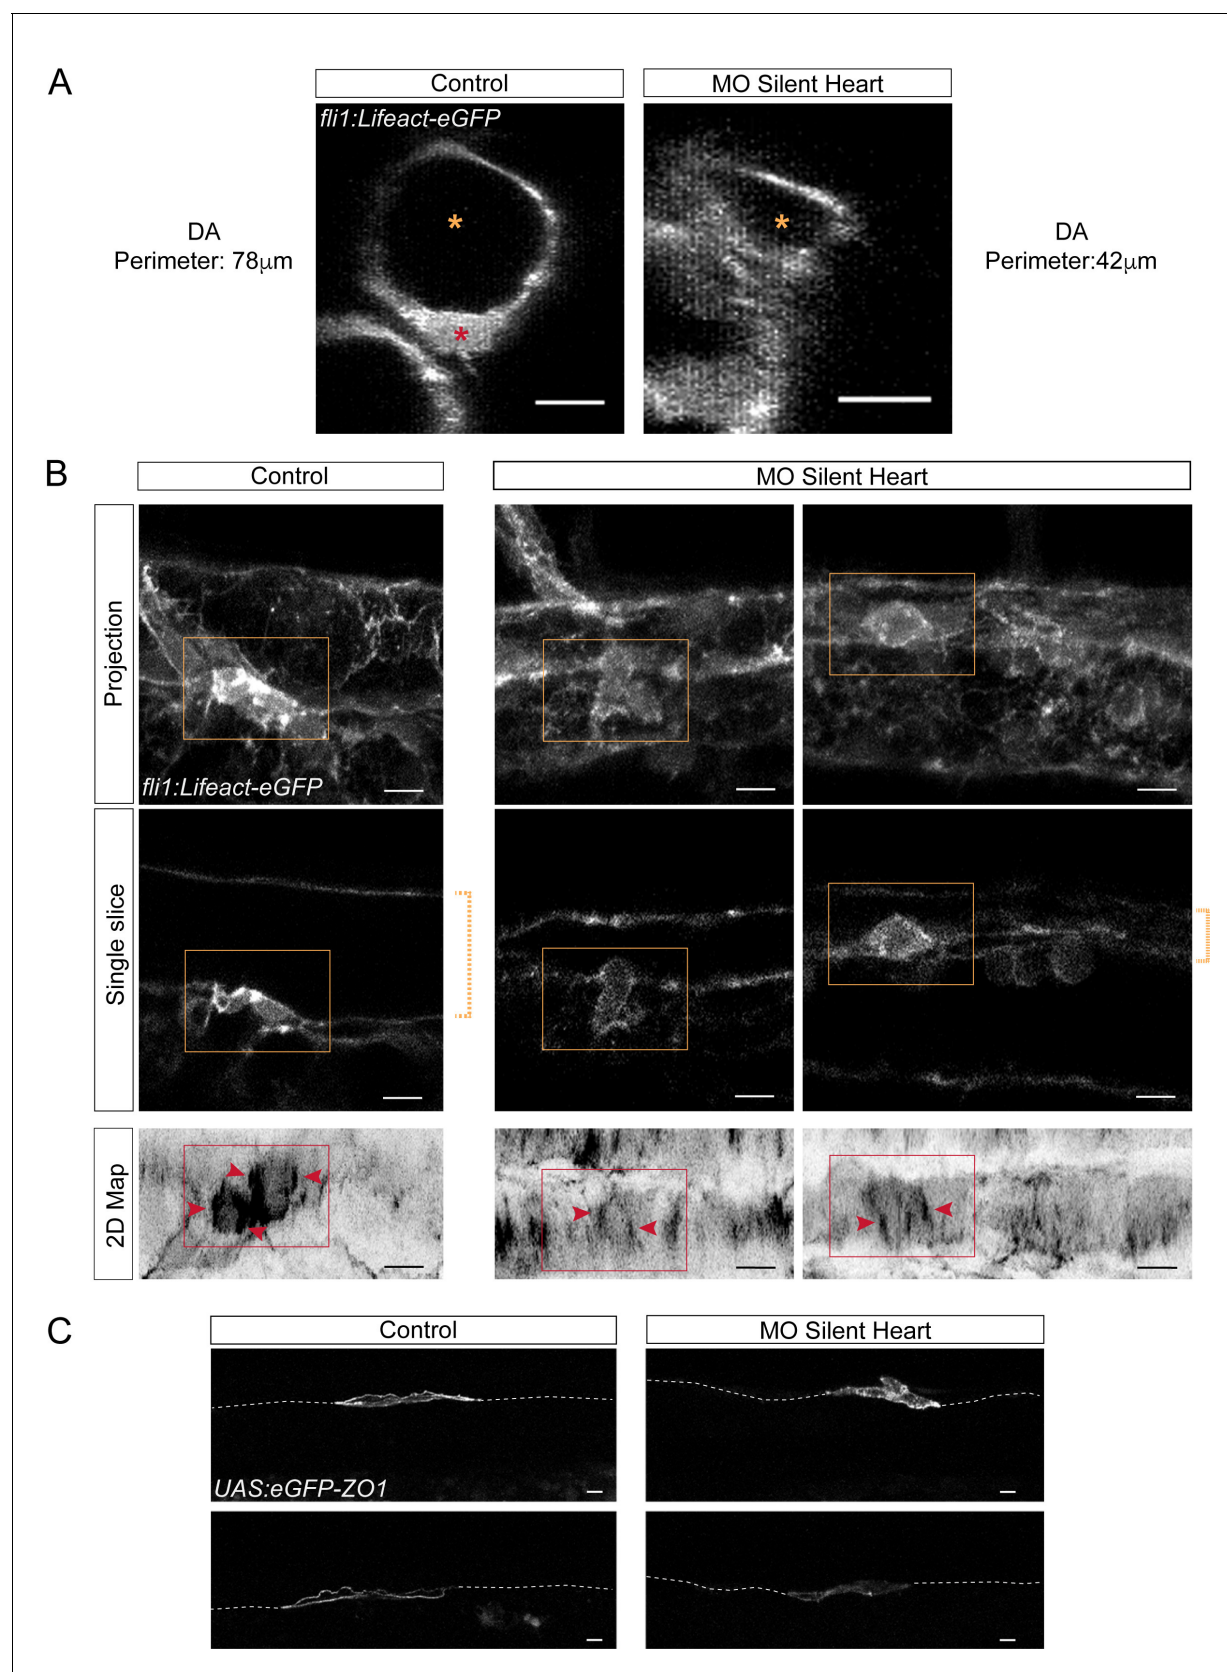 A
Control
MO Silent Heart
fli1:Lifeact-eGFP
*
*
*
DA
Perimeter: 78μm
DA
Perimeter:42μm
B
Control
MO Silent Heart
Projection
fli1:Lifeact-eGFP
Single slice
2D Map
C
Control
MO Silent Heart
UAS:eGFP-ZO1